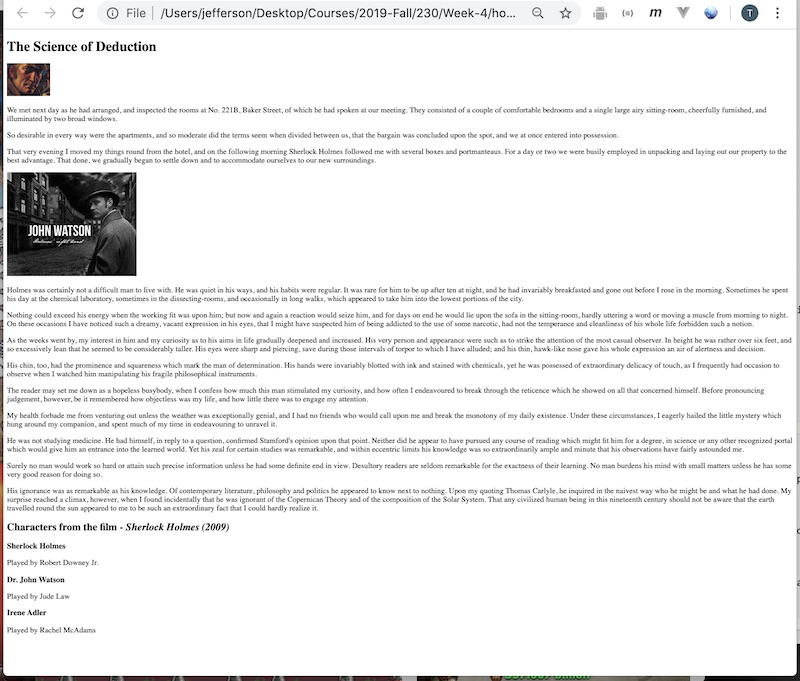 File
/Users/jefferson/Desktop/Courses/2019-Fall/230/Week-4/ho...
m
T
The Science of Deduction
We met next day as he had arranged, and inspected the rooms at No. 221B, Baker Street, of which he had spoken at our meeting. They consisted of a couple of comfortable bedrooms and a single large airy sitting-room, cheerfully furnished, and
illuminated by two broad windows.
So desirable in every way were the apartments, and so moderate did the terms seem when divided between us, that the bargain was concluded upon the spot, and we at once entered into possession.
That very evening I moved my things round from the hotel, and on the following morning Sherlock Holmes followed me with several boxes and portmanteaus. For a day or two we were busily employed in unpacking and laying out our property to the
best advantage. That done, we gradually began to settle down and to accommodate ourselves to our new surroundings.
JOHN WATSON
Holmes was certainly not a difficult man to live with. He was quiet in his ways, and his habits were regular. It was rare for him to be up after ten at night, and he had invariably breakfasted and gone out before I rose in the morning. Sometimes he spent
his day at the chemical laboratory, sometimes in the dissecting-rooms, and occasionally in long walks, which appeared to take him into the lowest portions of the city.
Nothing could exceed his energy when the working fit was upon him; but now and again a reaction would seize him, and for days on end he would lie upon the sofa in the sitting-room, hardly uttering a word or moving a muscle from morning to night.
On these occasions I have noticed such a dreamy, vacant expression in his eyes, that I might have suspected him of being addicted to the use of some narcotic, had not the temperance and cleanliness of his whole life forbidden such a notion.
As the weeks went by, my interest in him and my curiosity as to his aims in life gradually deepened and increased. His very person and appearance were such as to strike the attention of the most casual observer. In height he was rather over six feet, and
so excessively lean that he seemed to be considerably taller. His eyes were sharp and piercing, save during those intervals of torpor to which I have alluded; and his thin, hawk-like nose gave his whole expression an air of alertness and decision.
His chin, too, had the prominence and squareness which mark the man of determination. His hands were invariably blotted with ink and stained with chemicals, yet he was possessed of extraordinary delicacy of touch, as I frequently had occasion to
observe when I watched him manipulating his fragile philosophical instruments.
The reader may set me down as a hopeless busybody, when I confess how much this man stimulated my curiosity, and how often I endeavoured to break through the reticence which he showed on all that concerned himself. Before pronouncing
judgement, however, be it remembered how objectless was my life, and how little there was to engage my attention.
My health forbade me from venturing out unless the weather was exceptionally genial, and I had no friends who would call upon me and break the monotony of my daily existence. Under these circumstances, I eagerly hailed the little mystery which
hung around my companion, and spent much of my time in endeavouring to unravel it.
He was not studying medicine. He had himself, in reply to a question, confirmed Stamford's opinion upon that point. Neither did he appear to have pursued any course of reading which might fit him for a degree, in science or any other recognized portal
which would give him an entrance into the learned world. Yet his zeal for certain studies was remarkable, and within eccentric limits his knowledge was so extraordinarily ample and minute that his observations have fairly astounded me.
Surely no man would work so hard or attain such precise information unless he had some definite end in view. Desultory readers are seldom remarkable for the exactness of their learning. No man burdens his mind with small matters unless he has some
very good reason for doing so.
His ignorance was as remarkable as his knowledge. Of contemporary literature, philosophy and politics he appeared to know next to nothing. Upon my quoting Thomas Carlyle, he inquired in the naivest way who he might be and what he had done. My
surprise reached a climax, however, when I found incidentally that he was ignorant of the Copernican Theory and of the composition of the Solar System. That any civilized human being in this nineteenth century should not be aware that the earth
travelled round the sun appeared to me to be such an extraordinary fact that I could hardly realize it.
Characters from the film - Sherlock Holmes (2009)
Sherlock Holmes
Played by Robert Downey Jr.
Dr. John Watson
Played by Jude Law
Irene Adler
Played by Rachel McAdams